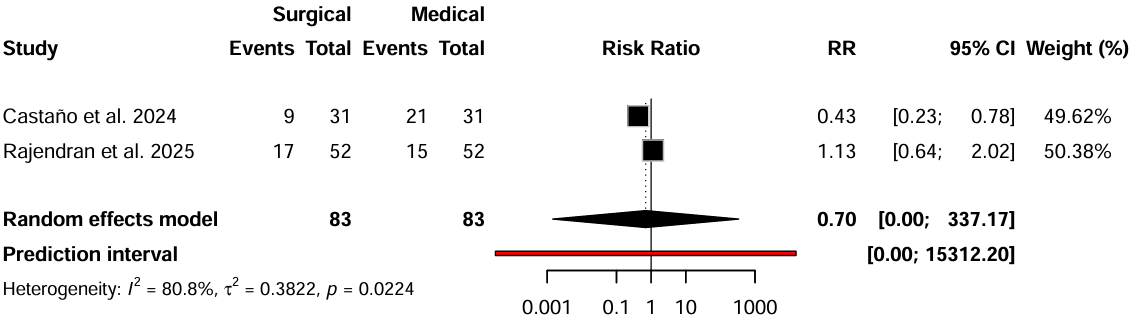 Surgical Medical
Study Events Total Events Total Risk Ratio RR 95% CI Weight (%)
Castaño et al. 2024 9 31 21 31 0.43 [0.23; 0.78] 49.62%
Rajendran et al. 2025 17 52 15 52 1.13 [0.64; 2.02] 50.38%
Random effects model 83 83 0.70 [0.00; 337.17]
Prediction interval [0.00; 15312.20]
Heterogeneity: I² = 80.8%, τ² = 0.3822, p = 0.0224
0.001 0.1 1 10 1000